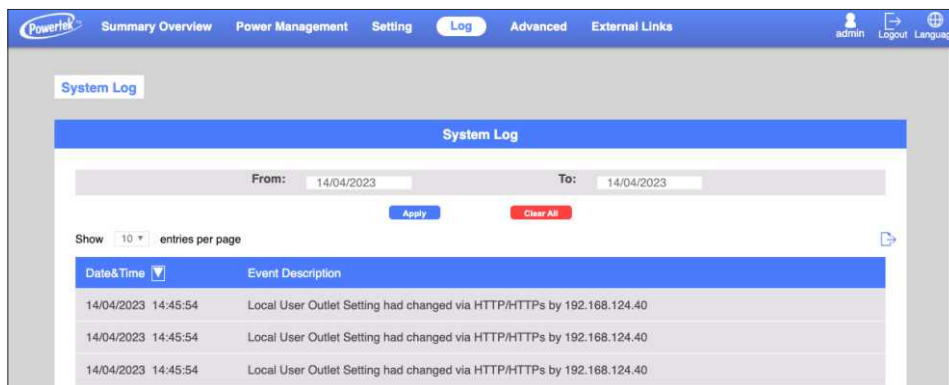 Powertek Summary Overview Power Management Setting Log Advanced External Links admin Logout Languag
System Log
System Log
From: 14/04/2023 To: 14/04/2023
Apply Clear All
Show 10 entries per page
Date&Time Event Description
14/04/2023 14:45:54 Local User Outlet Setting had changed via HTTP/HTTPs by 192.168.124.40
14/04/2023 14:45:54 Local User Outlet Setting had changed via HTTP/HTTPs by 192.168.124.40
14/04/2023 14:45:54 Local User Outlet Setting had changed via HTTP/HTTPs by 192.168.124.40